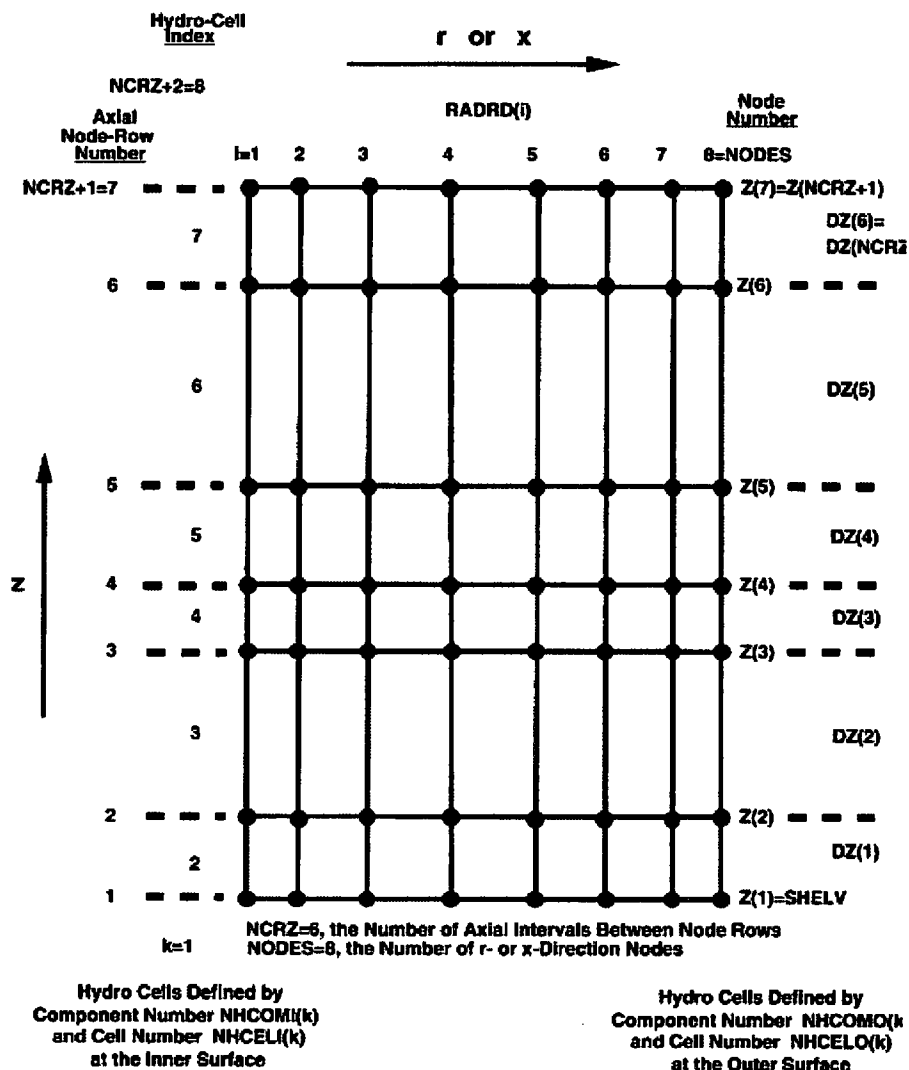 Hydro-Cell
Index
r or x
NCRZ+2=8
RADRD(i)
Axial
Node-Row
Number
Node
Number
i=1 2 3 4 5 6 7 8=NODES
NCRZ+1=7
Z(7)=Z(NCRZ+1)
7
DZ(6)=
DZ(NCRZ
6
Z(6)
6
DZ(5)
5
Z(5)
5
DZ(4)
Z
4
Z(4)
4
DZ(3)
3
Z(3)
3
DZ(2)
2
Z(2)
2
DZ(1)
1
Z(1)=SHELV
k=1
NCRZ=6, the Number of Axial Intervals Between Node Rows
NODES=8, the Number of r- or x-Direction Nodes
Hydro Cells Defined by
Component Number NHCOMI(k)
and Cell Number NHCELI(k)
at the Inner Surface
Hydro Cells Defined by
Component Number NHCOMO(k
and Cell Number NHCELO(k)
at the Outer Surface